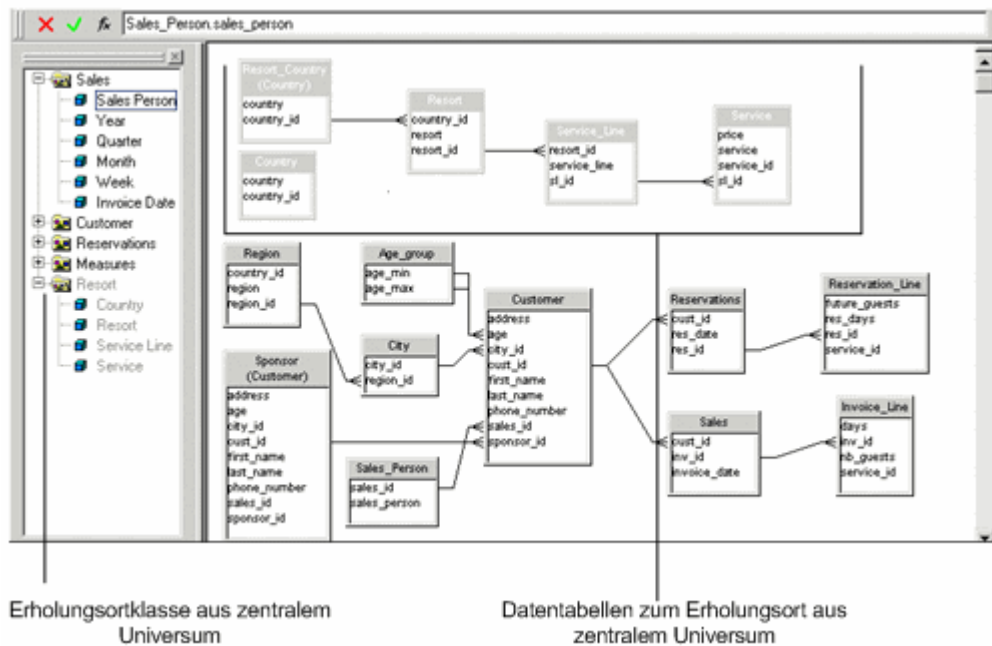 Sales_Person.sales_person
Sales
Sales Person
Year
Quarter
Month
Week
Invoice Date
Customer
Reservations
Measures
Resort
Country
Resort
Service Line
Service
Resort_Country
(Country)
country
country_id
Country
country
country_id
Resort
country_id
resort
resort_id
Service_Line
resort_id
service_line
sl_id
Service
price
service
service_id
sl_id
Region
country_id
region
region_id
Age_group
age_min
age_max
City
city_id
region_id
Customer
address
age
city_id
cust_id
first_name
last_name
phone_number
sales_id
sponsor_id
Sponsor
(Customer)
address
age
city_id
cust_id
first_name
last_name
phone_number
sales_id
sponsor_id
Sales_Person
sales_id
sales_person
Reservations
cust_id
res_date
res_id
Reservation_Line
future_guests
res_days
res_id
service_id
Sales
cust_id
inv_id
invoice_date
Invoice_Line
days
inv_id
nb_guests
service_id
Erholungsortklasse aus zentralem
Universum
Datentabellen zum Erholungsort aus
zentralem Universum